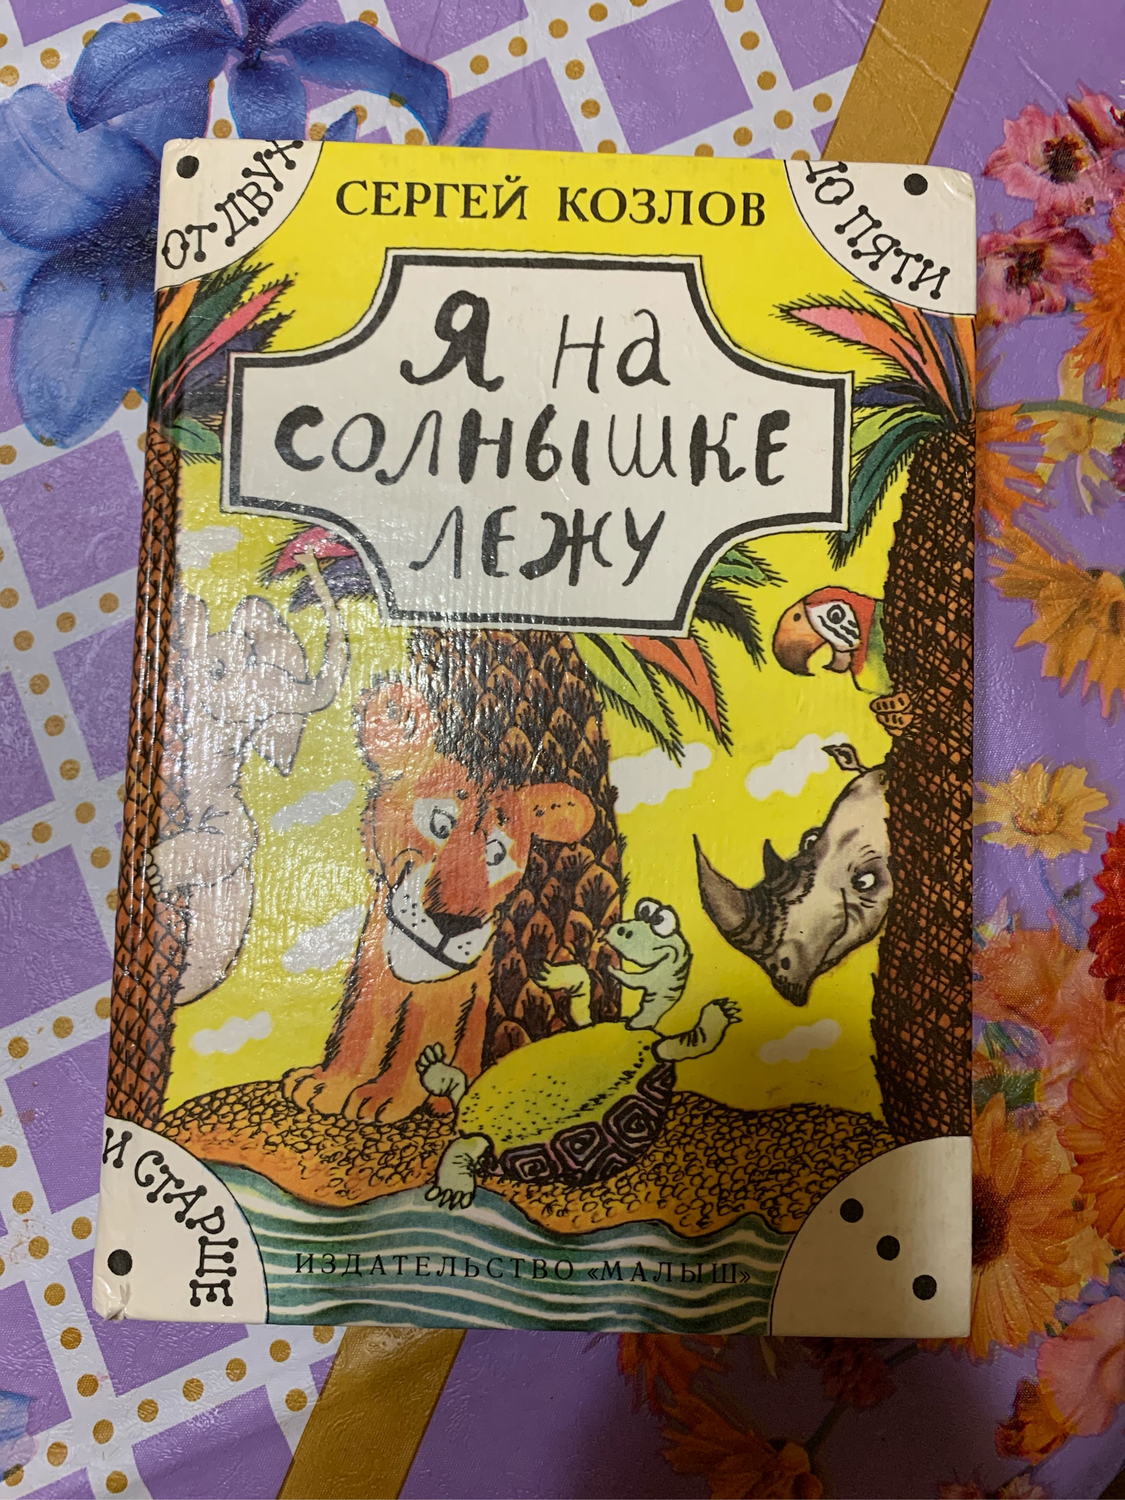 ОТ ДВУХ
ДО ПЯТИ
СЕРГЕЙ КОЗЛОВ
Я на
СОЛНЫШКЕ
ЛЕЖУ
И СТАРШЕ
ИЗДАТЕЛЬСТВО «МАЛЫШ»